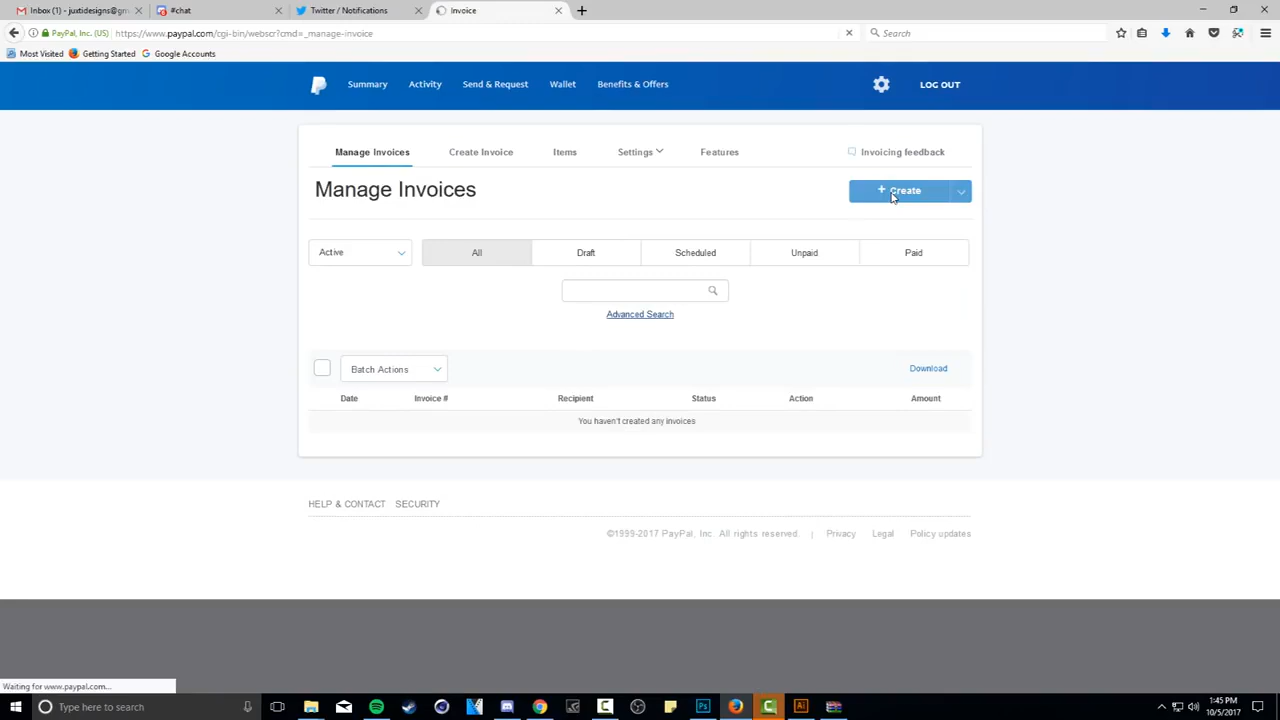 Inbox (1) - juxtidesigns@gm
#chat
Twitter / Notifications
Invoice
PayPal, Inc. (US)
https://www.paypal.com/cgi-bin/webscr?cmd=_manage-invoice
Search
Most Visited
Getting Started
Google Accounts
Summary
Activity
Send & Request
Wallet
Benefits & Offers
LOG OUT
Manage Invoices
Create Invoice
Items
Settings
Features
Invoicing feedback
Manage Invoices
+ Create
Active
All
Draft
Scheduled
Unpaid
Paid
Advanced Search
Batch Actions
Download
Date
Invoice #
Recipient
Status
Action
Amount
You haven't created any invoices
HELP & CONTACT
SECURITY
©1999-2017 PayPal, Inc. All rights reserved. | Privacy Legal Policy updates
Waiting for www.paypal.com...
Type here to search
1:45 PM
10/5/2017